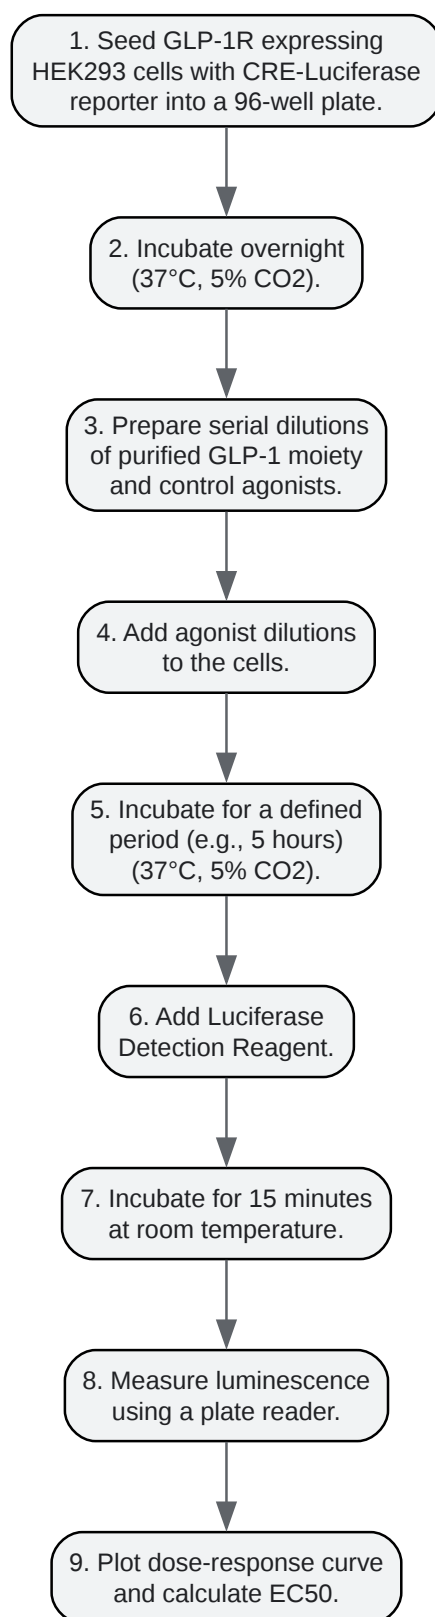 1. Seed GLP-1R expressing
HEK293 cells with CRE-Luciferase
reporter into a 96-well plate.
2. Incubate overnight
(37°C, 5% CO2).
3. Prepare serial dilutions
of purified GLP-1 moiety
and control agonists.
4. Add agonist dilutions
to the cells.
5. Incubate for a defined
period (e.g., 5 hours)
(37°C, 5% CO2).
6. Add Luciferase
Detection Reagent.
7. Incubate for 15 minutes
at room temperature.
8. Measure luminescence
using a plate reader.
9. Plot dose-response curve
and calculate EC50.